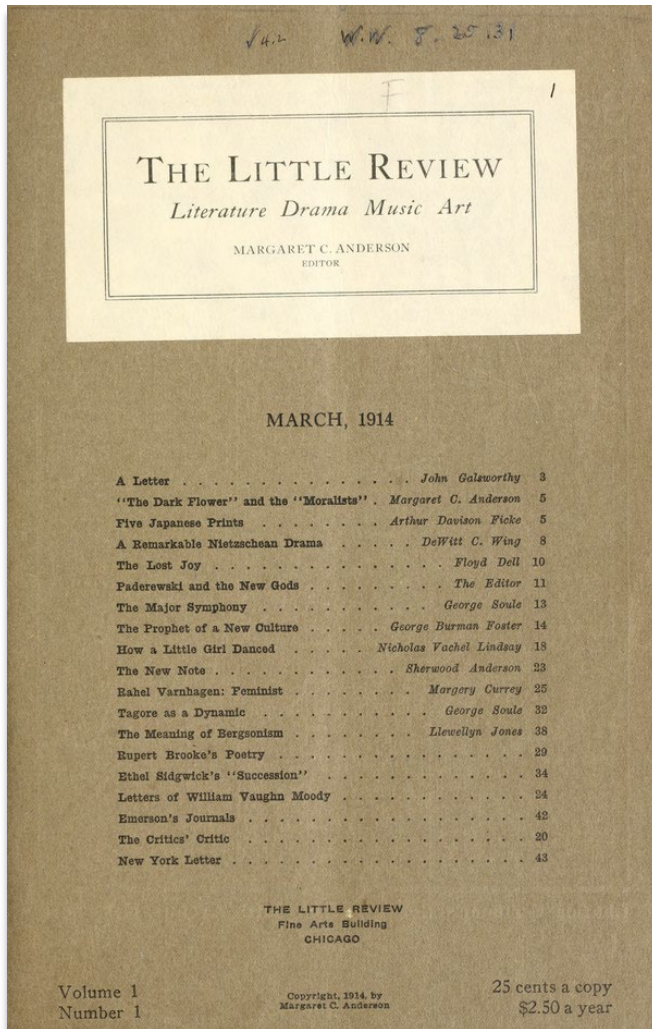 W.W. 8.25.31
F
1
THE LITTLE REVIEW
Literature Drama Music Art
MARGARET C. ANDERSON
EDITOR
MARCH, 1914
A Letter . . . . . . . . . . . . . . . John Galsworthy 3
"The Dark Flower" and the "Moralists" . Margaret C. Anderson 5
Five Japanese Prints . . . . . . . . Arthur Davison Ficke 5
A Remarkable Nietzschean Drama . . . . . DeWitt C. Wing 8
The Lost Joy . . . . . . . . . . . . . . . . Floyd Dell 10
Paderewski and the New Gods . . . . . . . . . The Editor 11
The Major Symphony . . . . . . . . . . . . George Soule 13
The Prophet of a New Culture . . . . . George Burman Foster 14
How a Little Girl Danced . . . . . Nicholas Vachel Lindsay 18
The New Note . . . . . . . . . . . . Sherwood Anderson 23
Rahel Varnhagen: Feminist . . . . . . . . Margery Currey 25
Tagore as a Dynamic . . . . . . . . . . . George Soule 32
The Meaning of Bergsonism . . . . . . . . Llewellyn Jones 38
Rupert Brooke's Poetry . . . . . . . . . . . . . . . . 29
Ethel Sidgwick's "Succession" . . . . . . . . . . . . . 34
Letters of William Vaughn Moody . . . . . . . . . . . . 24
Emerson's Journals . . . . . . . . . . . . . . . . . 42
The Critics' Critic . . . . . . . . . . . . . . . . . 20
New York Letter . . . . . . . . . . . . . . . . . . 43
THE LITTLE REVIEW
Fine Arts Building
CHICAGO
Volume 1
Number 1
Copyright, 1914, by
Margaret C. Anderson
25 cents a copy
$2.50 a year